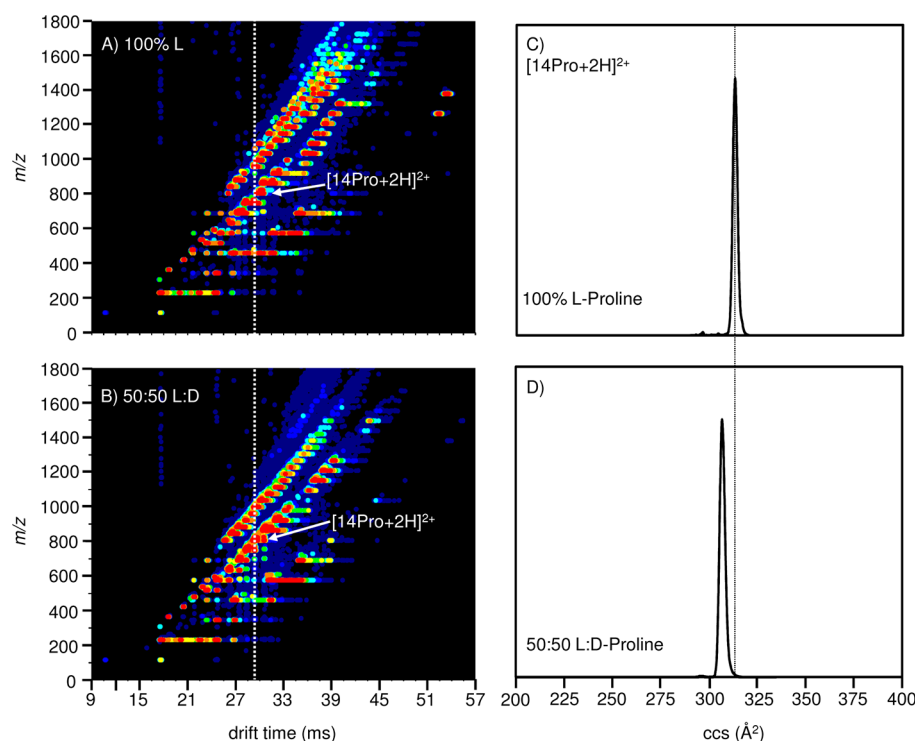 A) 100% L
1800
1600
1400
1200
1000
800
600
400
200
0
m/z
[14Pro+2H]²⁺
B) 50:50 L:D
1800
1600
1400
1200
1000
800
600
400
200
0
m/z
[14Pro+2H]²⁺
9 15 21 27 33 39 45 51 57
drift time (ms)
C)
[14Pro+2H]²⁺
100% L-Proline
D)
50:50 L:D-Proline
200 225 250 275 300 325 350 375 400
ccs (Å²)